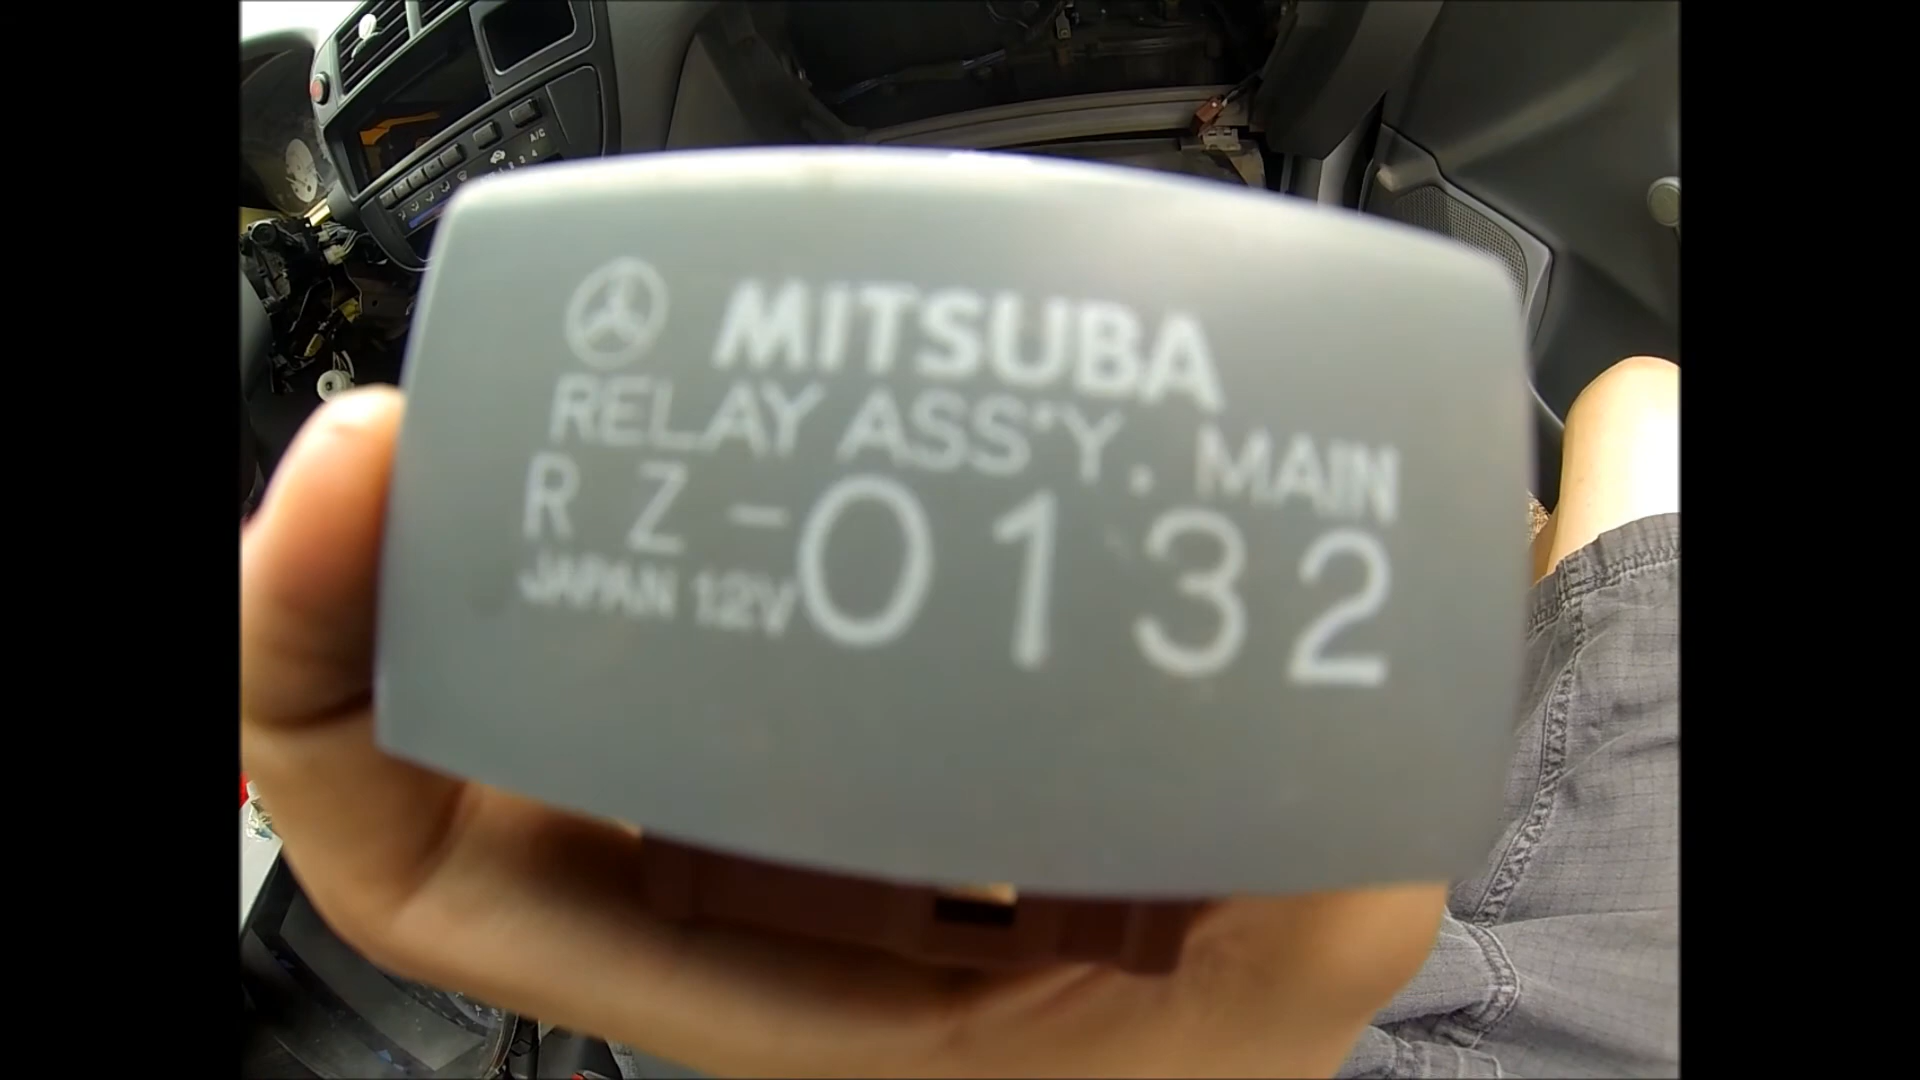 A/C
MITSUBA
RELAY ASS'Y, MAIN
R Z -0132
JAPAN 12V